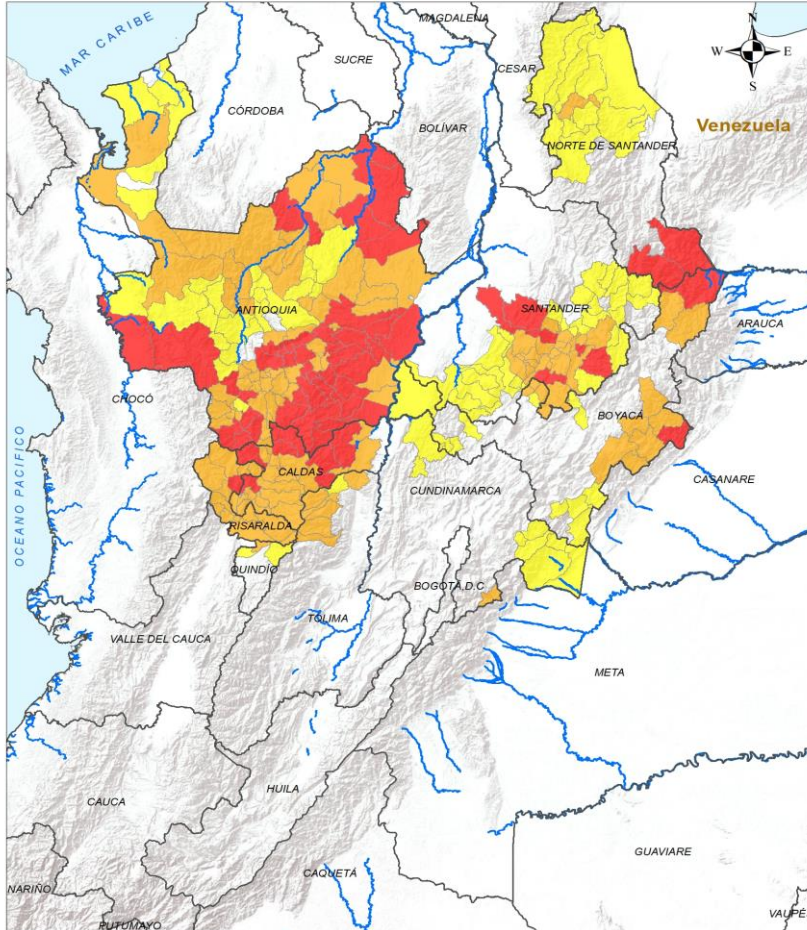 MAGDALENA
MAR CARIBE
N
W E
S
SUCRE
CESAR
CÓRDOBA
BOLÍVAR
Venezuela
NORTE DE SANTANDER
ANTIOQUIA
SANTANDER
ARAUCA
CHOCÓ
BOYACÁ
CALDAS
CUNDINAMARCA
CASANARE
OCEANO PACIFICO
RISARALDA
QUINDÍO
BOGOTÁ, D.C
TOLIMA
VALLE DEL CAUCA
META
HUILA
CAUCA
GUAVIARE
CAQUETÁ
NARIÑO
VAUPÉ
PUTUMAYO